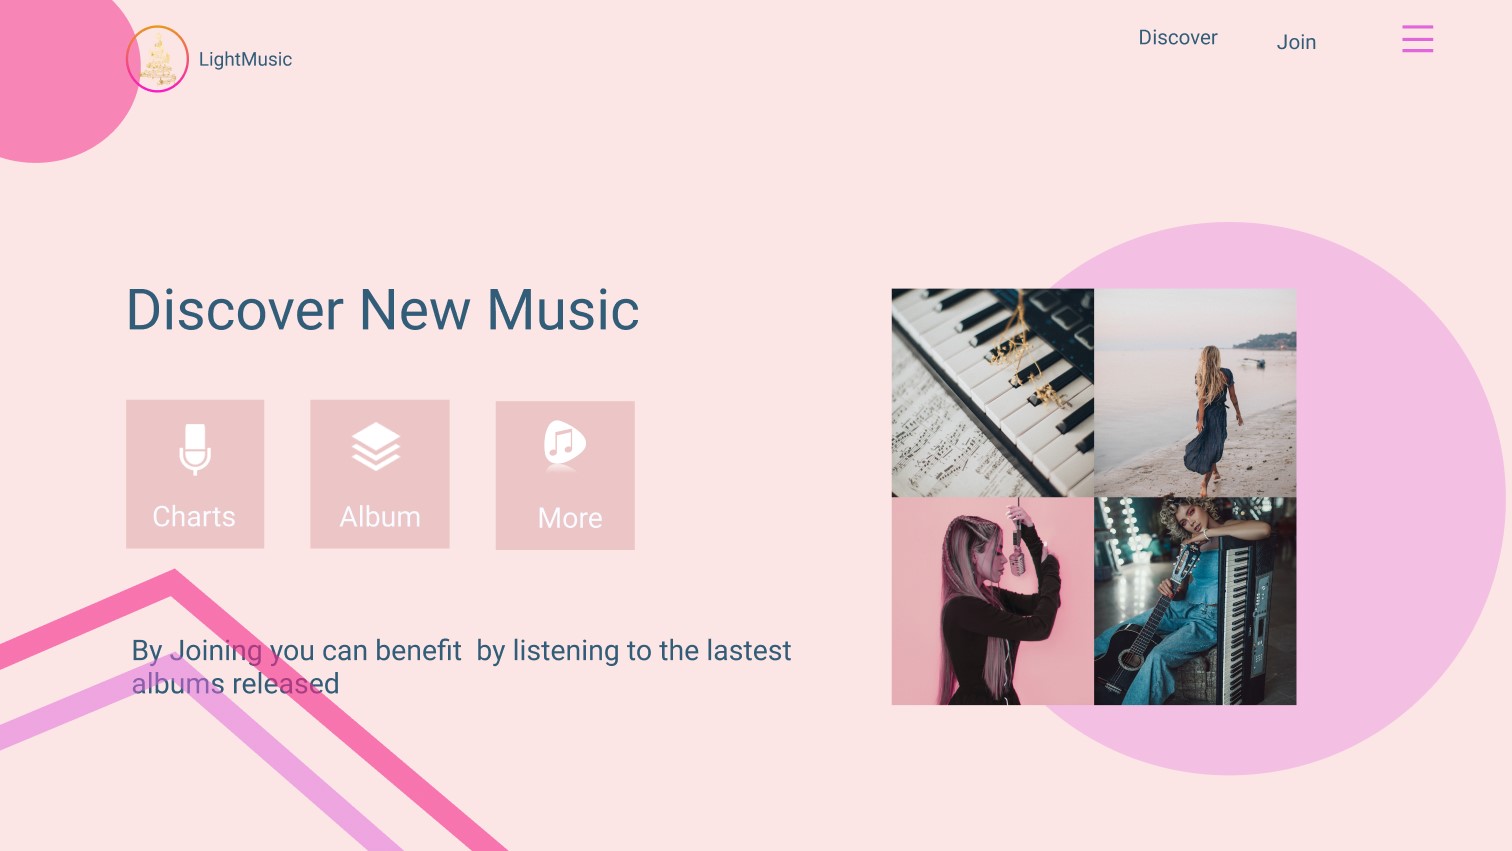 LightMusic
Discover
Join
Discover New Music
Charts
Album
More
By Joining you can benefit  by listening to the lastest
albums released